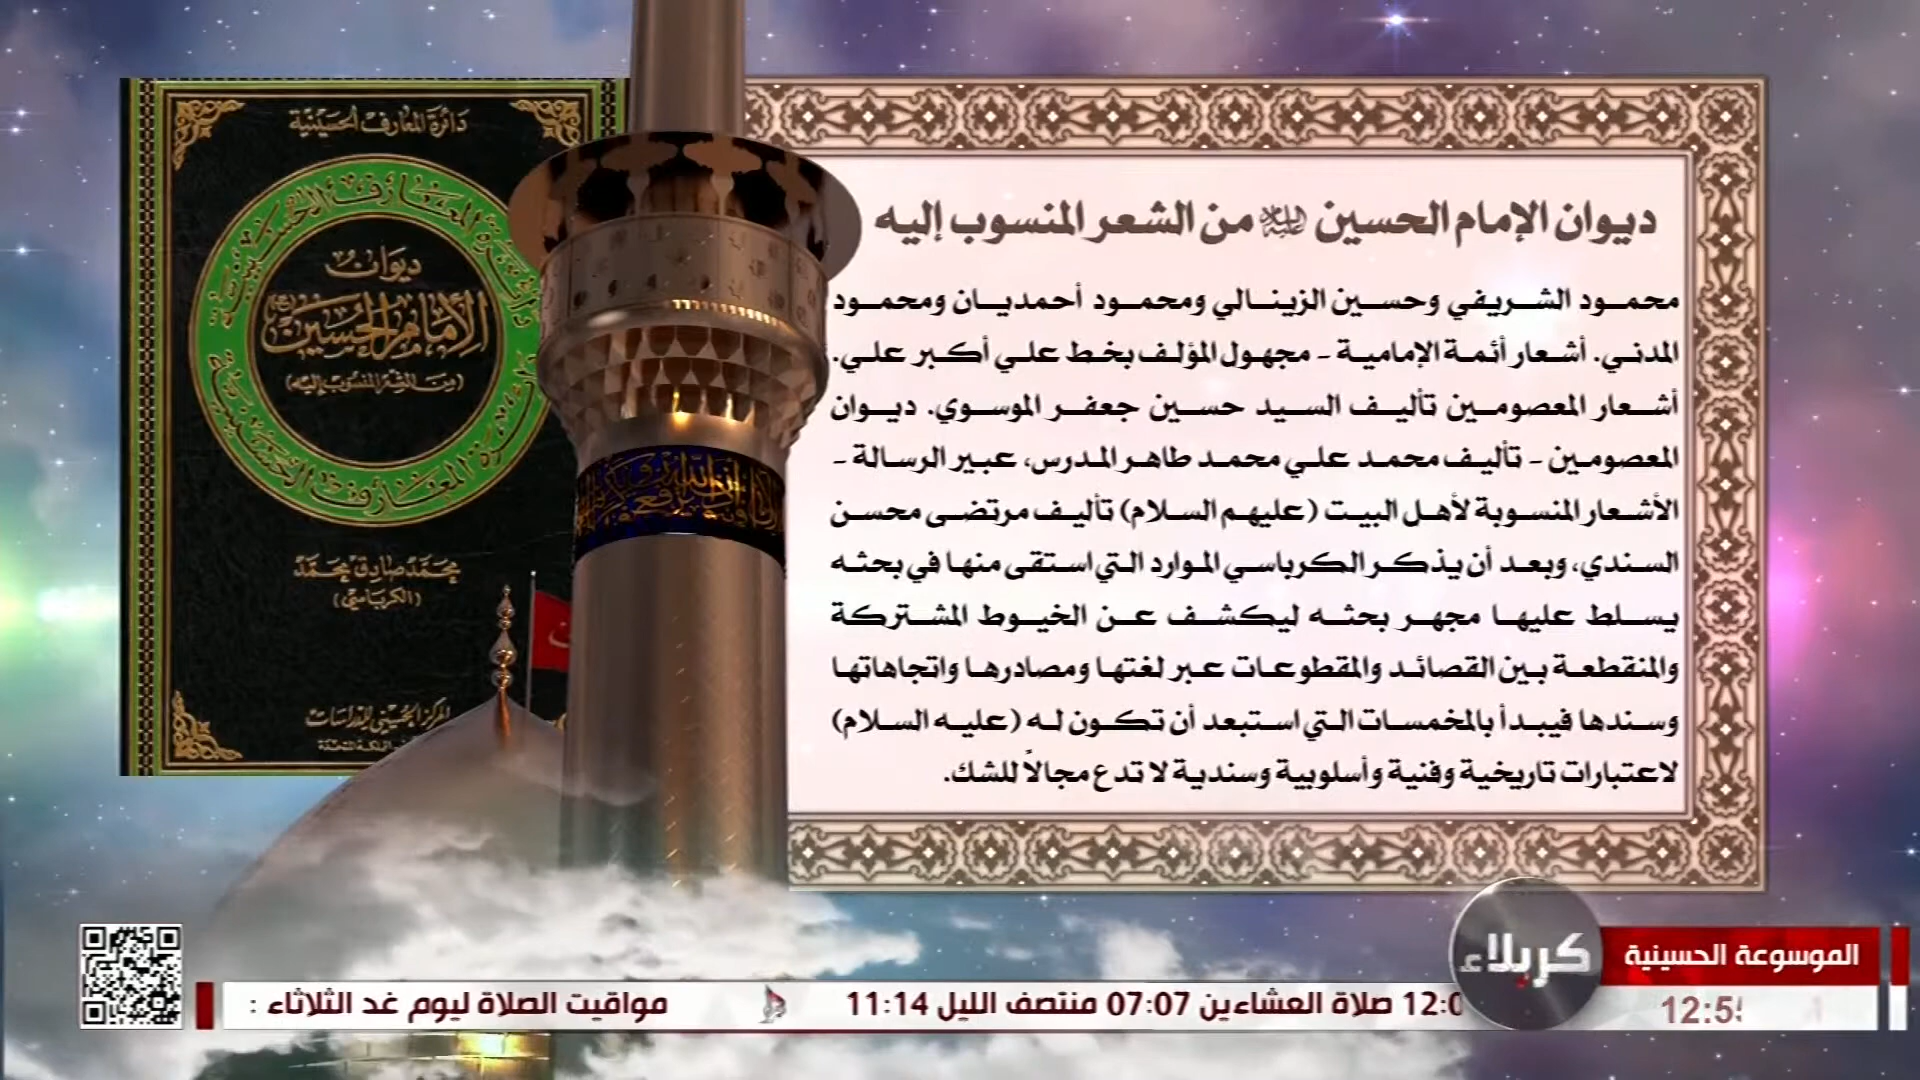 دائرة المعارف الحسينية
ديوان
الإمام الحسين (ع)
(من الشعر المنسوب إليه)
محمد صادق محمد
(الكرباسي)
المركز الحسيني للدراسات
ديوان الإمام الحسين من الشعر المنسوب إليه
محمود الشريفي وحسين الزينالي ومحمود أحمديان ومحمود
المدني. أشعار أئمة الإمامية - مجهول المؤلف بخط علي أكبر علي.
أشعار المعصومين تأليف السيد حسين جعفر الموسوي. ديوان
المعصومين - تأليف محمد علي محمد طاهر المدرس، عبير الرسالة -
الأشعار المنسوبة لأهل البيت (عليهم السلام) تأليف مرتضى محسن
السندي، وبعد أن يذكر الكرباسي الموارد التي استقى منها في بحثه
يسلط عليها مجهر بحثه ليكشف عن الخيوط المشتركة
والمنقطعة بين القصائد والمقطوعات عبر لغتها ومصادرها واتجاهاتها
وسندها فيبدأ بالمخمسات التي استبعد أن تكون له (عليه السلام)
لاعتبارات تاريخية وفنية وأسلوبية وسندية لا تدع مجالاً للشك.
الموسوعة الحسينية
كربلاء
12:5
12:0 صلاة العشاءين 07:07 منتصف الليل 11:14 مواقيت الصلاة ليوم غد الثلاثاء :